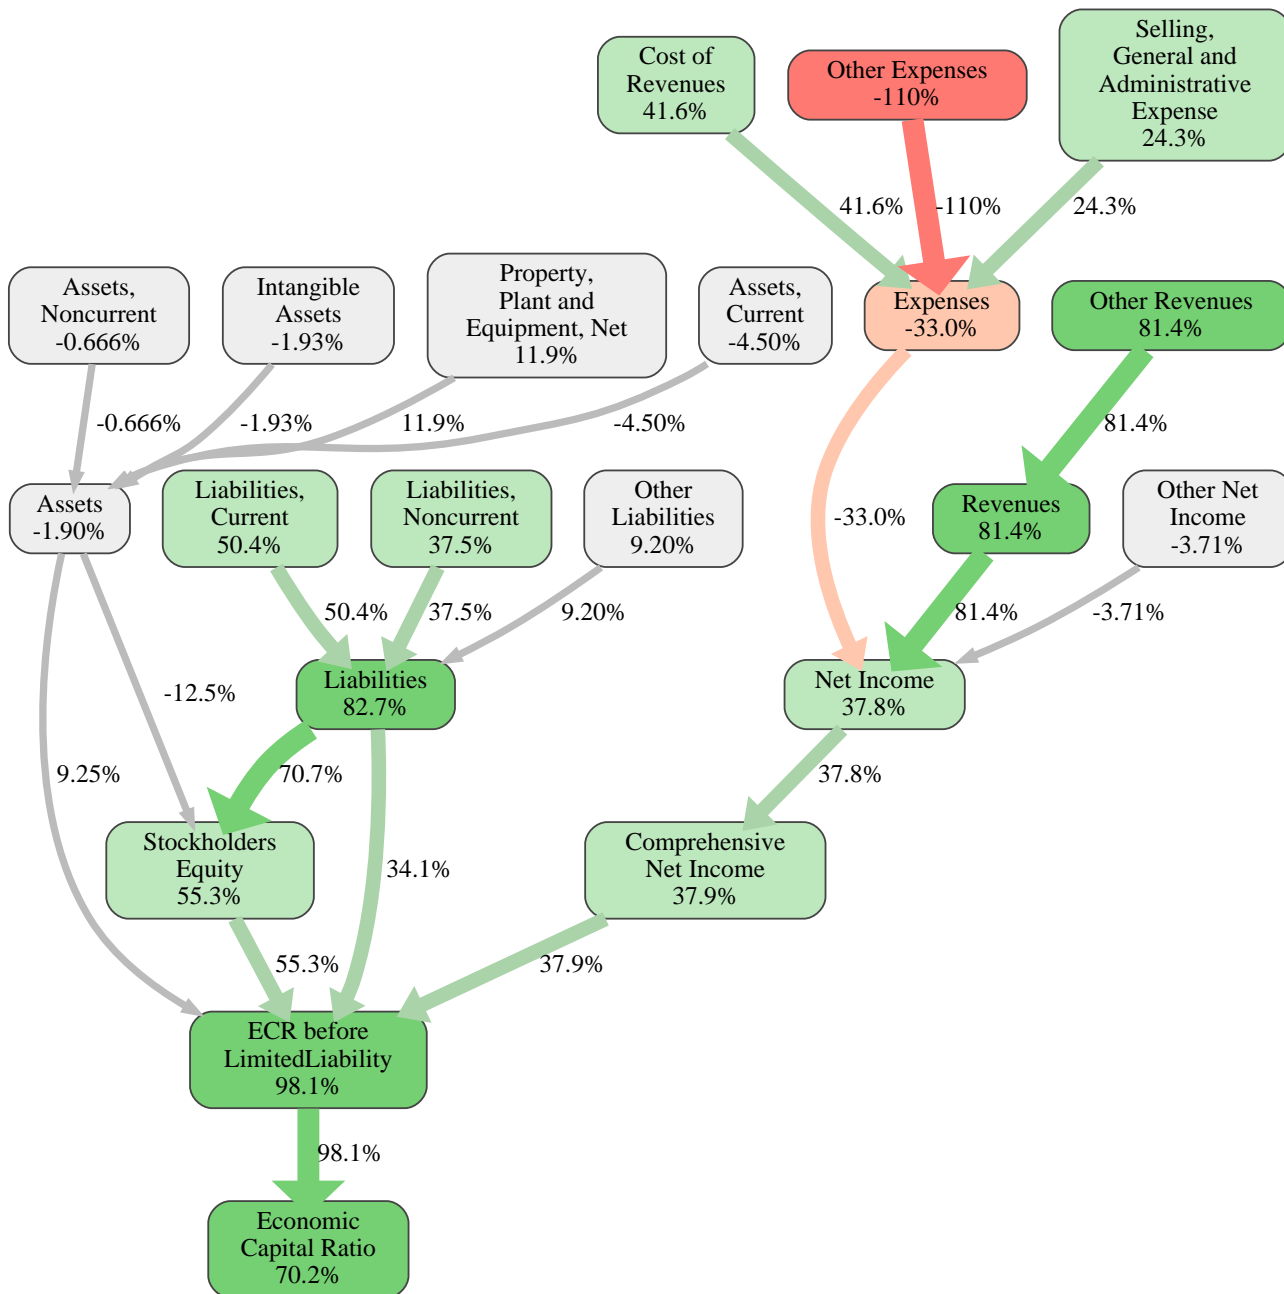 Cost of
Revenues
41.6%
Other Expenses
-110%
Selling,
General and
Administrative
Expense
24.3%
41.6%
-110%
24.3%
Assets,
Noncurrent
-0.666%
Intangible
Assets
-1.93%
Property,
Plant and
Equipment, Net
11.9%
Assets,
Current
-4.50%
Expenses
-33.0%
Other Revenues
81.4%
-0.666%
-1.93%
11.9%
-4.50%
81.4%
Assets
-1.90%
Liabilities,
Current
50.4%
Liabilities,
Noncurrent
37.5%
Other
Liabilities
9.20%
-33.0%
Revenues
81.4%
Other Net
Income
-3.71%
50.4%
37.5%
9.20%
81.4%
-3.71%
Liabilities
82.7%
Net Income
37.8%
-12.5%
9.25%
70.7%
37.8%
Stockholders
Equity
55.3%
34.1%
Comprehensive
Net Income
37.9%
55.3%
37.9%
ECR before
LimitedLiability
98.1%
98.1%
Economic
Capital Ratio
70.2%